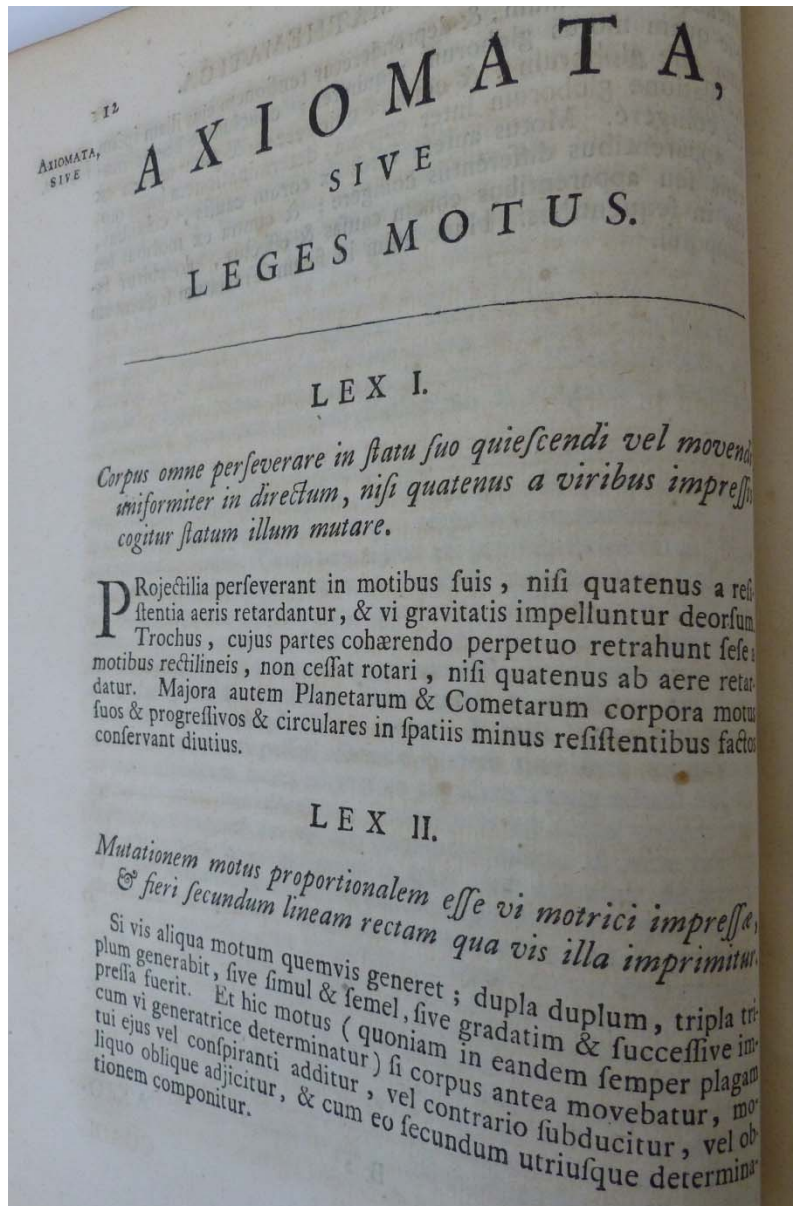 12
AXIOMATA,
SIVE
AXIOMATA,
SIVE
LEGES MOTUS.
LEX I.
Corpus omne perſeverare in ſtatu ſuo quieſcendi vel movendi
uniformiter in directum, niſi quatenus a viribus impreſſis
cogitur ſtatum illum mutare.
PRojectilia perſeverant in motibus ſuis, niſi quatenus a reſi-
ſtentia aeris retardantur, & vi gravitatis impelluntur deorſum.
Trochus, cujus partes cohærendo perpetuo retrahunt ſeſe a
motibus rectilineis, non ceſſat rotari, niſi quatenus ab aere retar-
datur. Majora autem Planetarum & Cometarum corpora motus
ſuos & progreſſivos & circulares in ſpatiis minus reſiſtentibus factos
conſervant diutius.
LEX II.
Mutationem motus proportionalem eſſe vi motrici impreſſæ,
& fieri ſecundum lineam rectam qua vis illa imprimitur.
Si vis aliqua motum quemvis generet; dupla duplum, tripla tri-
plum generabit, ſive ſimul & ſemel, ſive gradatim & ſucceſſive im-
preſſa fuerit. Et hic motus (quoniam in eandem ſemper plagam
cum vi generatrice determinatur) ſi corpus antea movebatur, mo-
tui ejus vel conſpiranti additur, vel contrario ſubducitur, vel ob-
liquo oblique adjicitur, & cum eo ſecundum utriuſque determina-
tionem componitur.